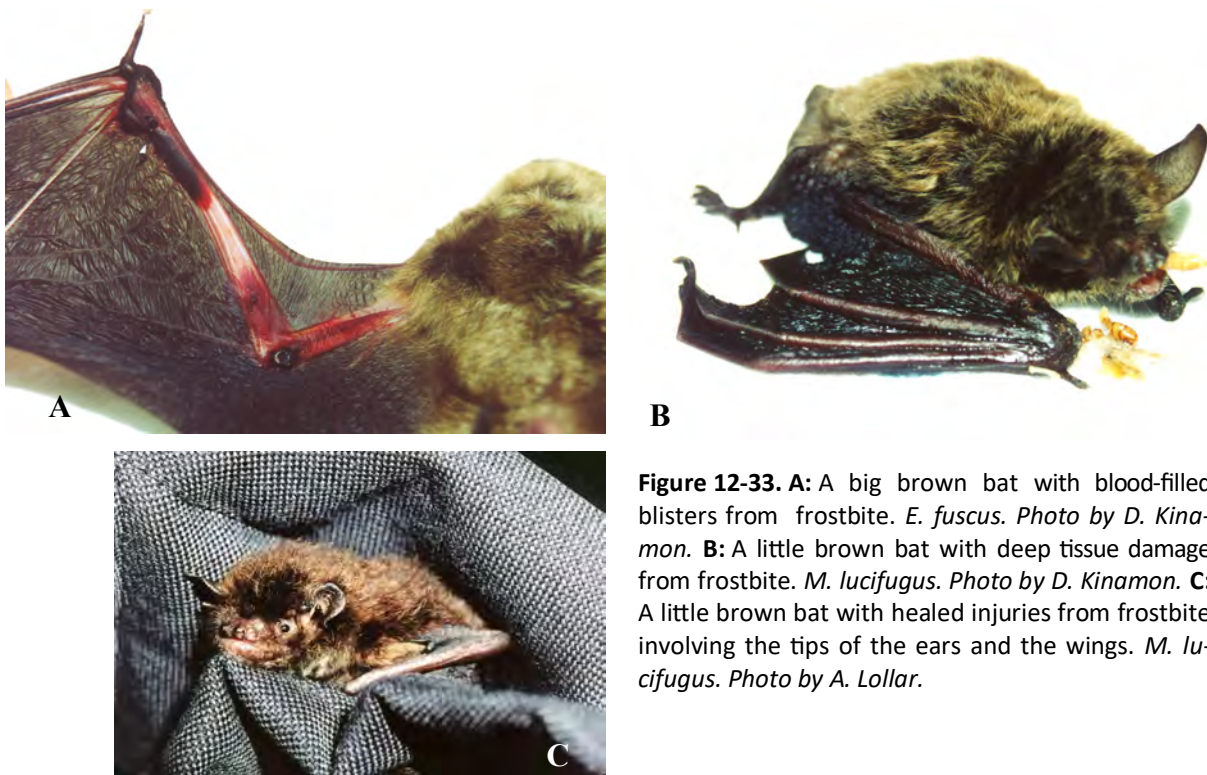 A
B
C
Figure 12-33. A: A big brown bat with blood-filled
blisters from frostbite. E. fuscus. Photo by D. Kina-
mon. B: A little brown bat with deep tissue damage
from frostbite. M. lucifugus. Photo by D. Kinamon. C:
A little brown bat with healed injuries from frostbite
involving the tips of the ears and the wings. M. lu-
cifugus. Photo by A. Lollar.